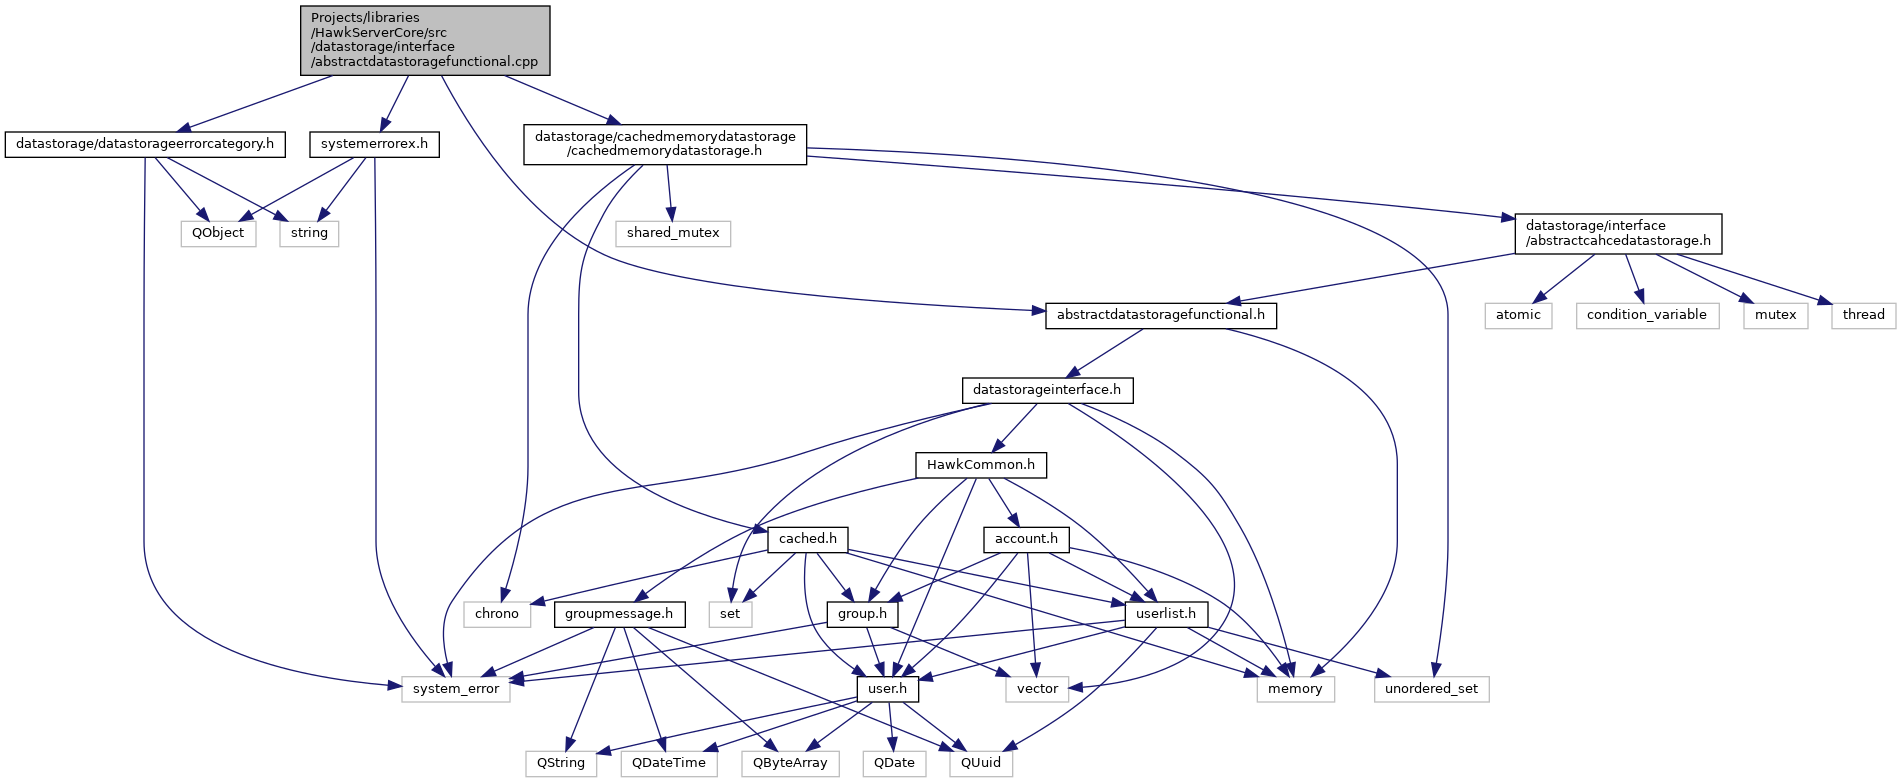 Projects/libraries
/HawkServerCore/src
/datastorage/interface
/abstractdatastoragefunctional.cpp
datastorage/datastorageerrorcategory.h
systemerrorex.h
datastorage/cachedmemorydatastorage
/cachedmemorydatastorage.h
QObject
string
shared_mutex
datastorage/interface
/abstractcahcedatastorage.h
abstractdatastoragefunctional.h
atomic
condition_variable
mutex
thread
datastorageinterface.h
HawkCommon.h
cached.h
account.h
chrono
groupmessage.h
set
group.h
userlist.h
system_error
user.h
vector
memory
unordered_set
QString
QDateTime
QByteArray
QDate
QUuid